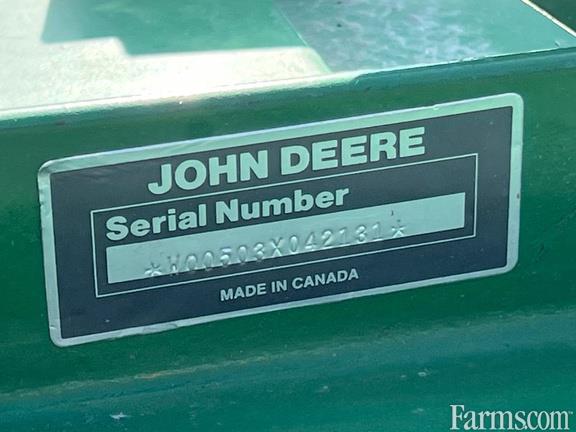 JOHN DEERE
Serial Number
*W00503X042131*
MADE IN CANADA
Farms.com